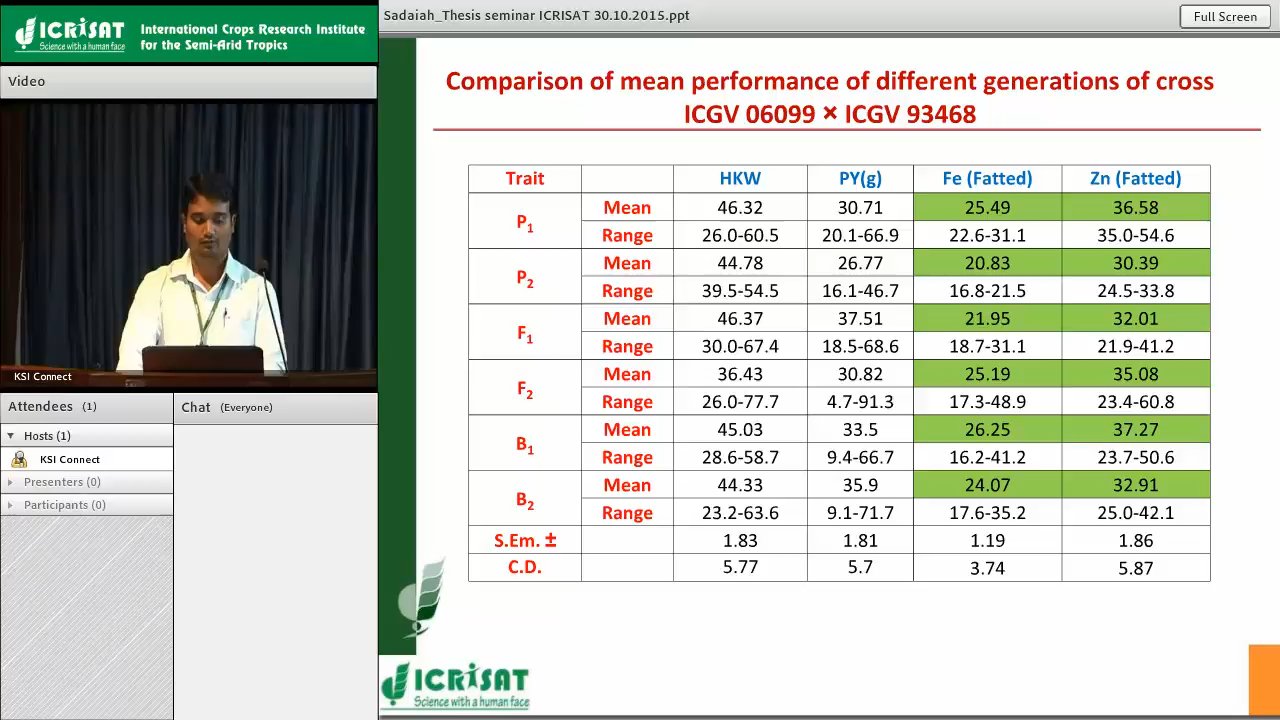 ICRISAT
Science with a human face
International Crops Research Institute
for the Semi-Arid Tropics
Sadaiah_Thesis seminar ICRISAT 30.10.2015.ppt
Full Screen
Video
KSI Connect
Attendees (1)
Hosts (1)
KSI Connect
Presenters (0)
Participants (0)
Chat (Everyone)
Comparison of mean performance of different generations of cross
ICGV 06099 × ICGV 93468
Trait HKW PY(g) Fe (Fatted) Zn (Fatted)
P1 Mean 46.32 30.71 25.49 36.58
Range 26.0-60.5 20.1-66.9 22.6-31.1 35.0-54.6
P2 Mean 44.78 26.77 20.83 30.39
Range 39.5-54.5 16.1-46.7 16.8-21.5 24.5-33.8
F1 Mean 46.37 37.51 21.95 32.01
Range 30.0-67.4 18.5-68.6 18.7-31.1 21.9-41.2
F2 Mean 36.43 30.82 25.19 35.08
Range 26.0-77.7 4.7-91.3 17.3-48.9 23.4-60.8
B1 Mean 45.03 33.5 26.25 37.27
Range 28.6-58.7 9.4-66.7 16.2-41.2 23.7-50.6
B2 Mean 44.33 35.9 24.07 32.91
Range 23.2-63.6 9.1-71.7 17.6-35.2 25.0-42.1
S.Em. ± 1.83 1.81 1.19 1.86
C.D. 5.77 5.7 3.74 5.87
ICRISAT
Science with a human face